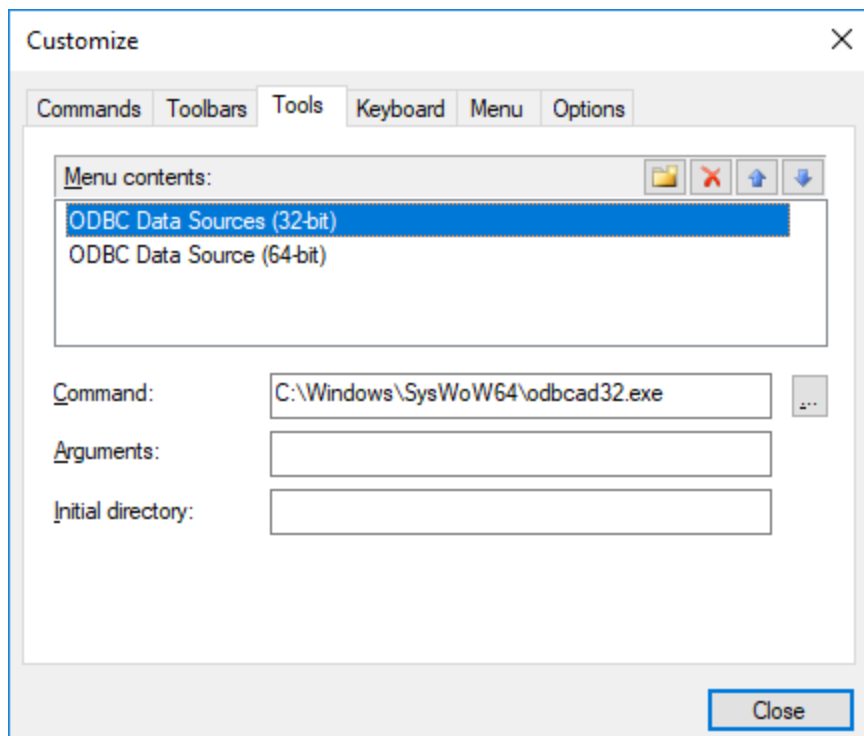 Customize
Commands Toolbars Tools Keyboard Menu Options
Menu contents:
ODBC Data Sources (32-bit)
ODBC Data Source (64-bit)
Command: C:\Windows\SysWoW64\odbcad32.exe ...
Arguments:
Initial directory:
Close